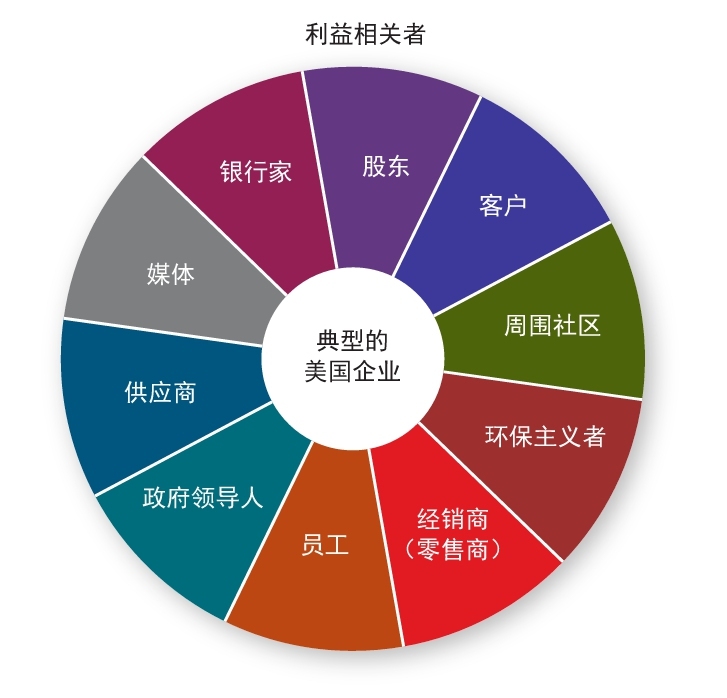 利益相关者
股东
客户
周围社区
环保主义者
经销商
（零售商）
员工
政府领导人
供应商
媒体
银行家
典型的
美国企业